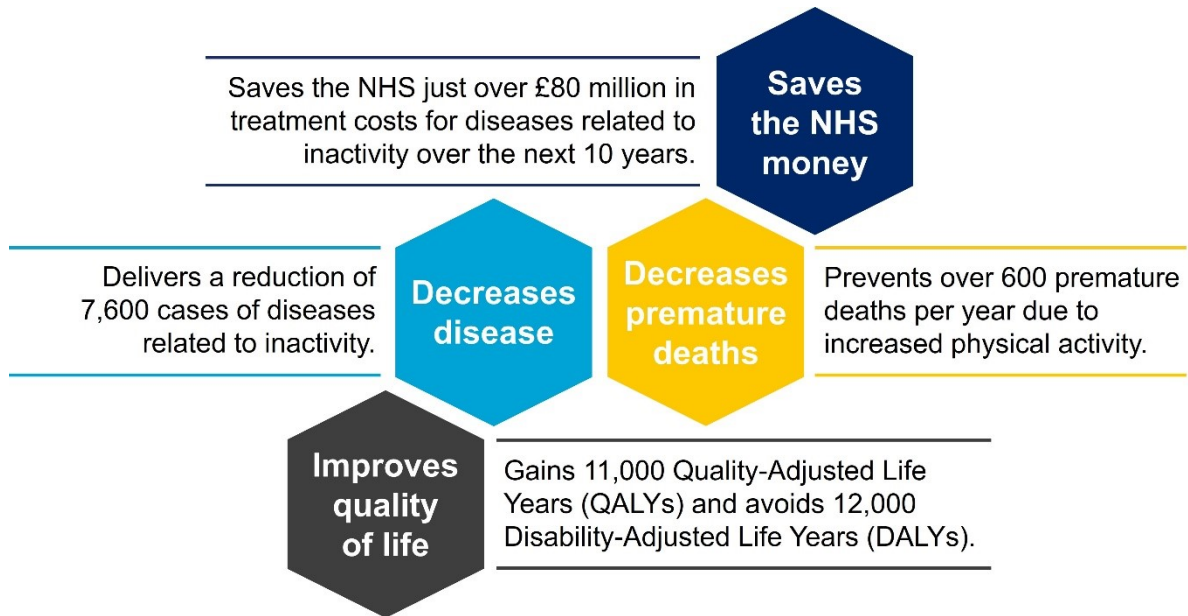 Saves the NHS just over £80 million in
treatment costs for diseases related to
inactivity over the next 10 years.
Saves
the NHS
money
Delivers a reduction of
7,600 cases of diseases
related to inactivity.
Decreases
disease
Decreases
premature
deaths
Prevents over 600 premature
deaths per year due to
increased physical activity.
Improves
quality
of life
Gains 11,000 Quality-Adjusted Life
Years (QALYs) and avoids 12,000
Disability-Adjusted Life Years (DALYs).